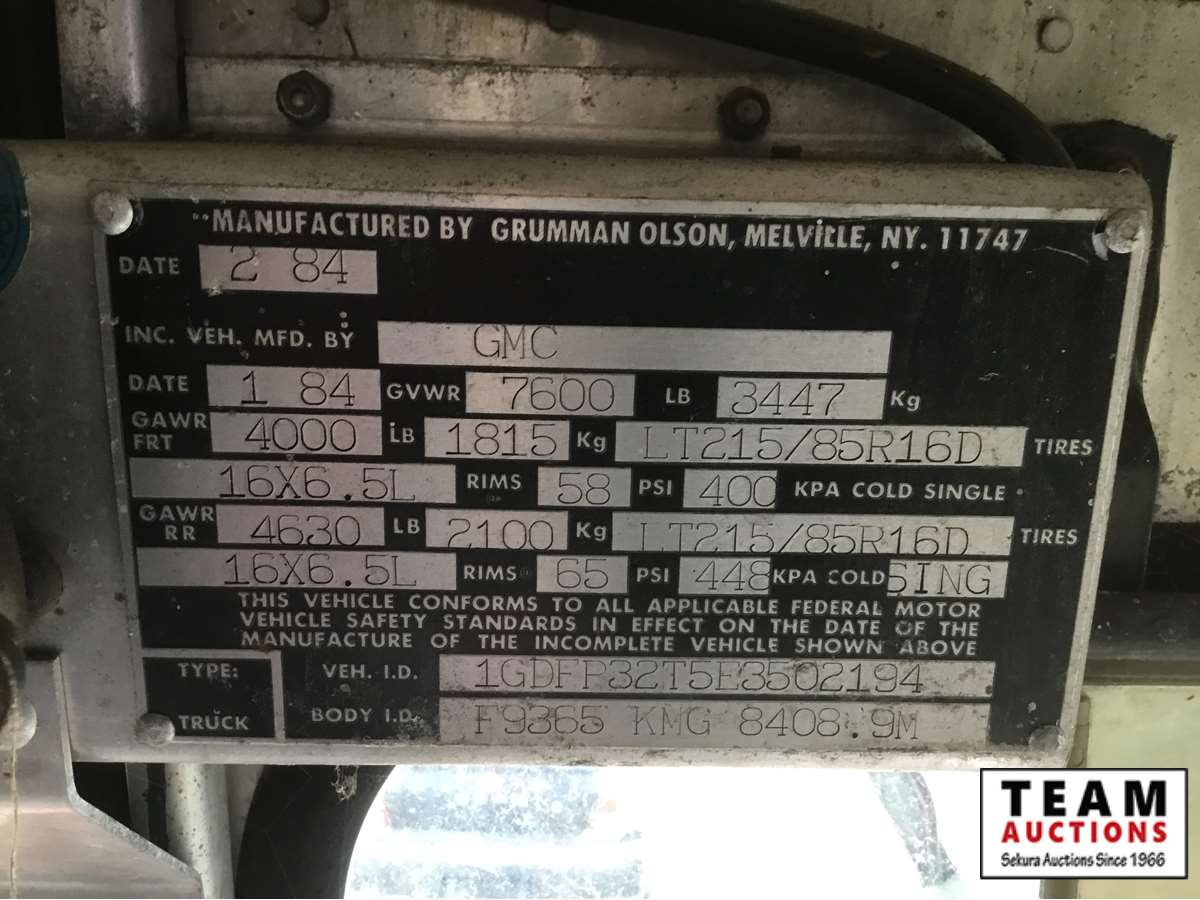 MANUFACTURED BY GRUMMAN OLSON, MELVILLE, NY. 11747
DATE 2 84
INC. VEH. MFD. BY GMC
DATE 1 84 GVWR 7600 LB 3447 Kg
GAWR FRT 4000 LB 1815 Kg LT215/85R16D TIRES
16X6.5L RIMS 58 PSI 400 KPA COLD SINGLE
GAWR RR 4630 LB 2100 Kg LT215/85R16D TIRES
16X6.5L RIMS 65 PSI 448 KPA COLD SING
THIS VEHICLE CONFORMS TO ALL APPLICABLE FEDERAL MOTOR
VEHICLE SAFETY STANDARDS IN EFFECT ON THE DATE OF THE
MANUFACTURE OF THE INCOMPLETE VEHICLE SHOWN ABOVE
TYPE: VEH. I.D. 1GDFP32T5E3502194
TRUCK BODY I.D. F9365 KMG 8408.9M
TEAM
AUCTIONS
Sekura Auctions Since 1966